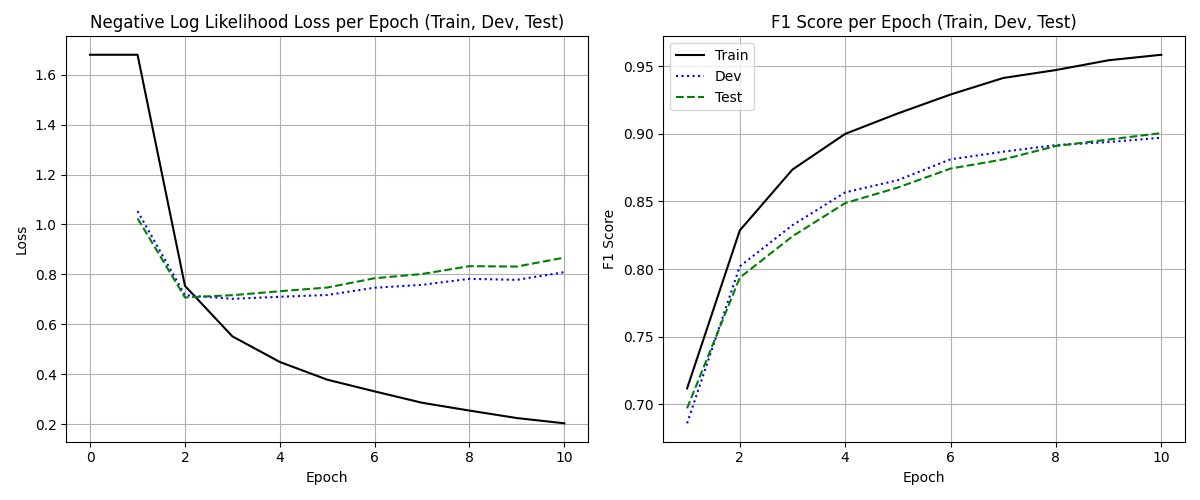 Negative Log Likelihood Loss per Epoch (Train, Dev, Test)
1.6
1.4
1.2
1.0
0.8
0.6
0.4
0.2
Loss
0 2 4 6 8 10
Epoch
F1 Score per Epoch (Train, Dev, Test)
Train
Dev
Test
0.95
0.90
0.85
0.80
0.75
0.70
F1 Score
2 4 6 8 10
Epoch